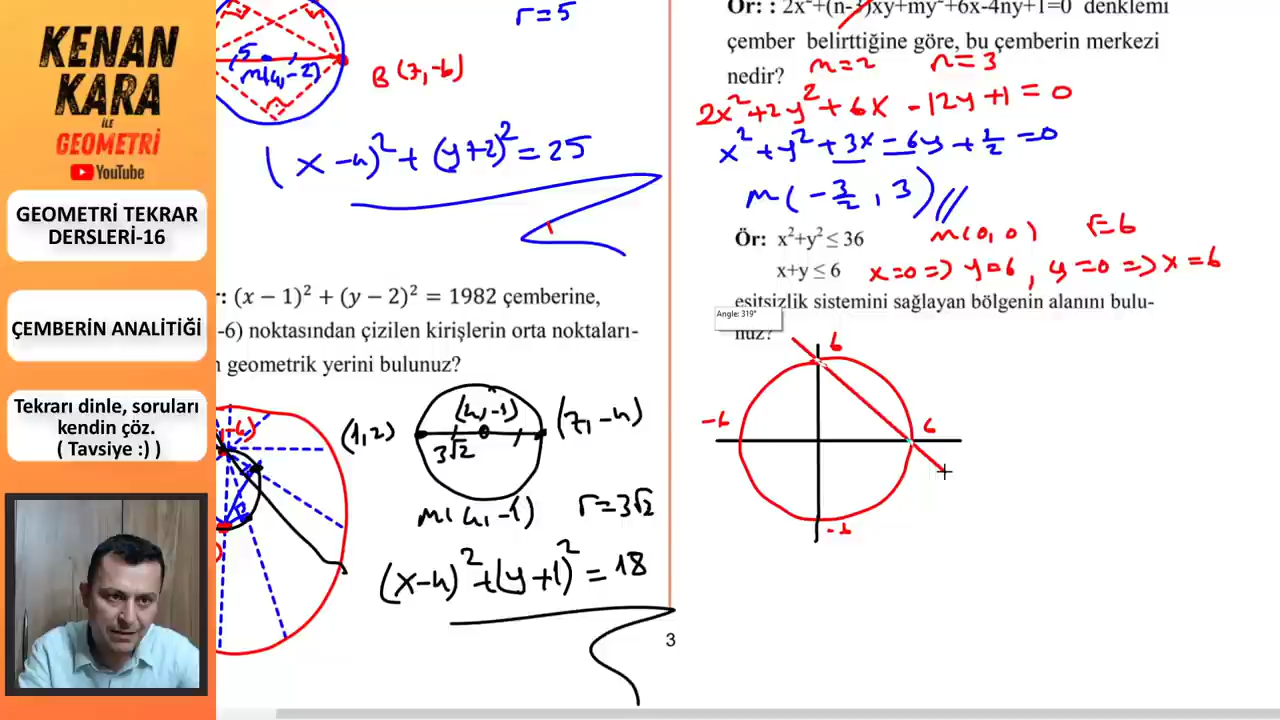 KENAN
KARA
İLE
GEOMETRİ
YouTube
GEOMETRİ TEKRAR
DERSLERİ-16
ÇEMBERİN ANALİTİĞİ
Tekrarı dinle, soruları
kendin çöz.
( Tavsiye :) )
r=5
5
M(4,-2)
B(7,-6)
(x-4)²+(y+2)²=25
r: (x − 1)² + (y − 2)² = 1982 çemberine,
-6) noktasından çizilen kirişlerin orta noktaları-
n geometrik yerini bulunuz?
(1,2)
(4,-1)
(7,-4)
3√2
M(4,-1) r=3√2
(x-4)²+(y+1)²=18
3
Ör: : 2x²+(n-3)xy+my²+6x-4ny+1=0 denklemi
çember belirttiğine göre, bu çemberin merkezi
m=2 n=3
nedir?
2x²+2y²+6x-12y+1=0
x²+y²+3x-6y+1/2=0
M(-3/2, 3)//
Ör: x²+y² ≤ 36 M(0,0) r=6
x+y ≤ 6 x=0=>y=6, y=0=>x=6
eşitsizlik sistemini sağlayan bölgenin alanını bulu-
Angle: 319°
nuz?
6
-6
6
-6